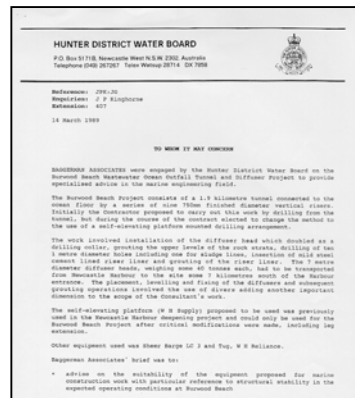 HUNTER DISTRICT WATER BOARD
P.O. Box 5171B, Newcastle West N.S.W. 2302, Australia
Telephone (049) 267267 Telex Watsup 28714 DX 7858
Reference: JPK:JS
Enquiries: J P Kinghorne
Extension: 407
14 March 1989
TO WHOM IT MAY CONCERN
BAGGERMAN ASSOCIATES were engaged by the Hunter District Water Board on the
Burwood Beach Wastewater Ocean Outfall Tunnel and Diffuser Project to provide
specialised advice in the marine engineering field.
The Burwood Beach Project consists of a 1.9 kilometre tunnel connected to the
ocean floor by a series of nine 750mm finished diameter vertical risers.
Initially the Contractor proposed to carry out this work by drilling from the
tunnel, but during the course of the contract elected to change the method to
the use of a self-elevating platform mounted drilling arrangement.
The work involved installation of the diffuser head which doubled as a
drilling collar, grouting the upper levels of the rock strata, drilling of ten
1 metre diameter holes including one for sludge lines, insertion of mild steel
cement lined riser liner and grouting of the riser liner. The 7 metre
diameter diffuser heads, weighing some 40 tonnes each, had to be transported
from Newcastle Harbour to the site some 7 kilometres south of the Harbour
entrance. The placement, levelling and fixing of the diffusers and subsequent
grouting operations involved the use of divers adding another important
dimension to the scope of the Consultant's work.
The self-elevating platform (W H Supply) proposed to be used was previously
used in the Newcastle Harbour deepening project and could only be used for the
Burwood Beach Project after critical modifications were made, including leg
extension.
Other equipment used was Sheer Barge LC 3 and Tug, W H Reliance.
Baggerman Associates' brief was to:
* advise on the suitability of the equipment proposed for marine
construction work with particular reference to structural stability in the
expected operating conditions at Burwood Beach